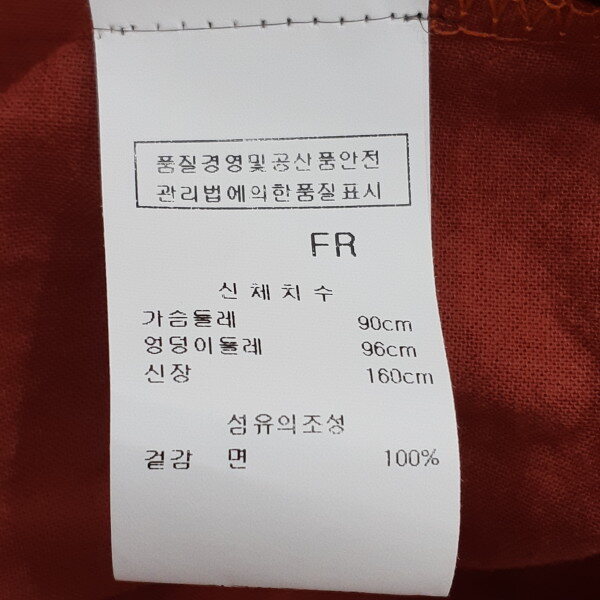 품질경영및공산품안전
관리법에의한품질표시
FR
신체치수
가슴둘레 90cm
엉덩이둘레 96cm
신장 160cm
섬유의조성
겉감 면 100%